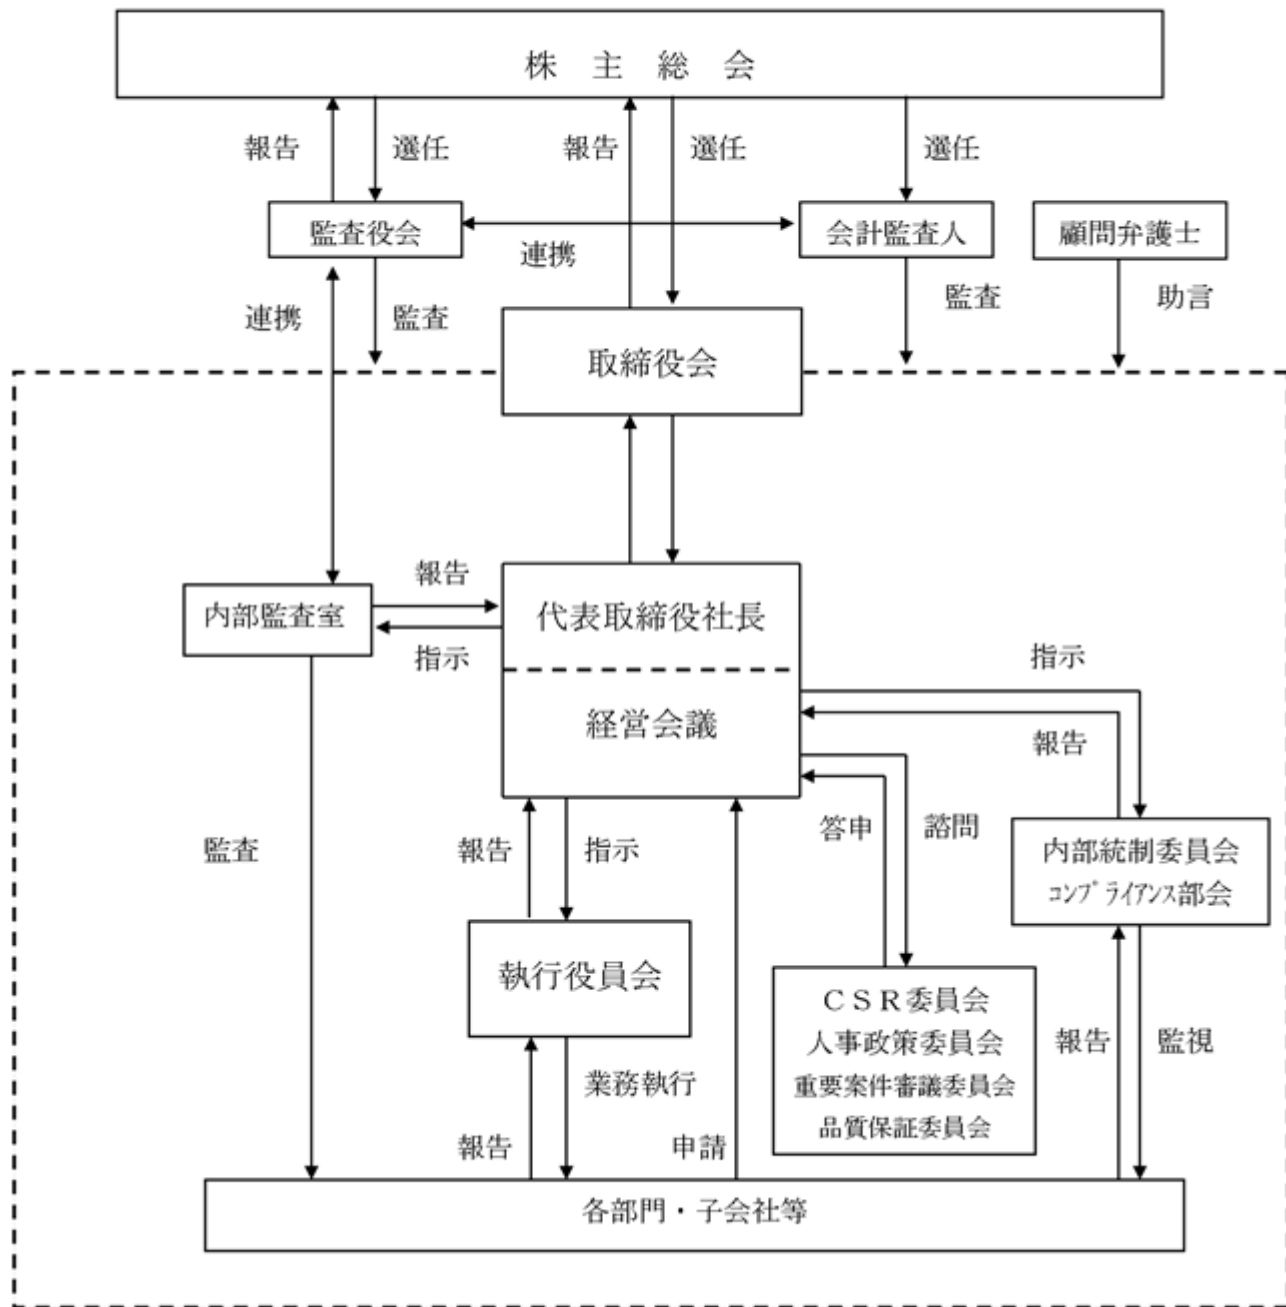 株 主 総 会
報告
選任
報告
選任
選任
監査役会
連携
会計監査人
顧問弁護士
連携
監査
監査
助言
取締役会
内部監査室
報告
指示
代表取締役社長
経営会議
指示
報告
監査
報告
指示
答申
諮問
内部統制委員会
ｺﾝﾌﾟﾗｲｱﾝｽ部会
執行役員会
ＣＳＲ委員会
人事政策委員会
重要案件審議委員会
品質保証委員会
報告
監視
業務執行
報告
申請
各部門・子会社等